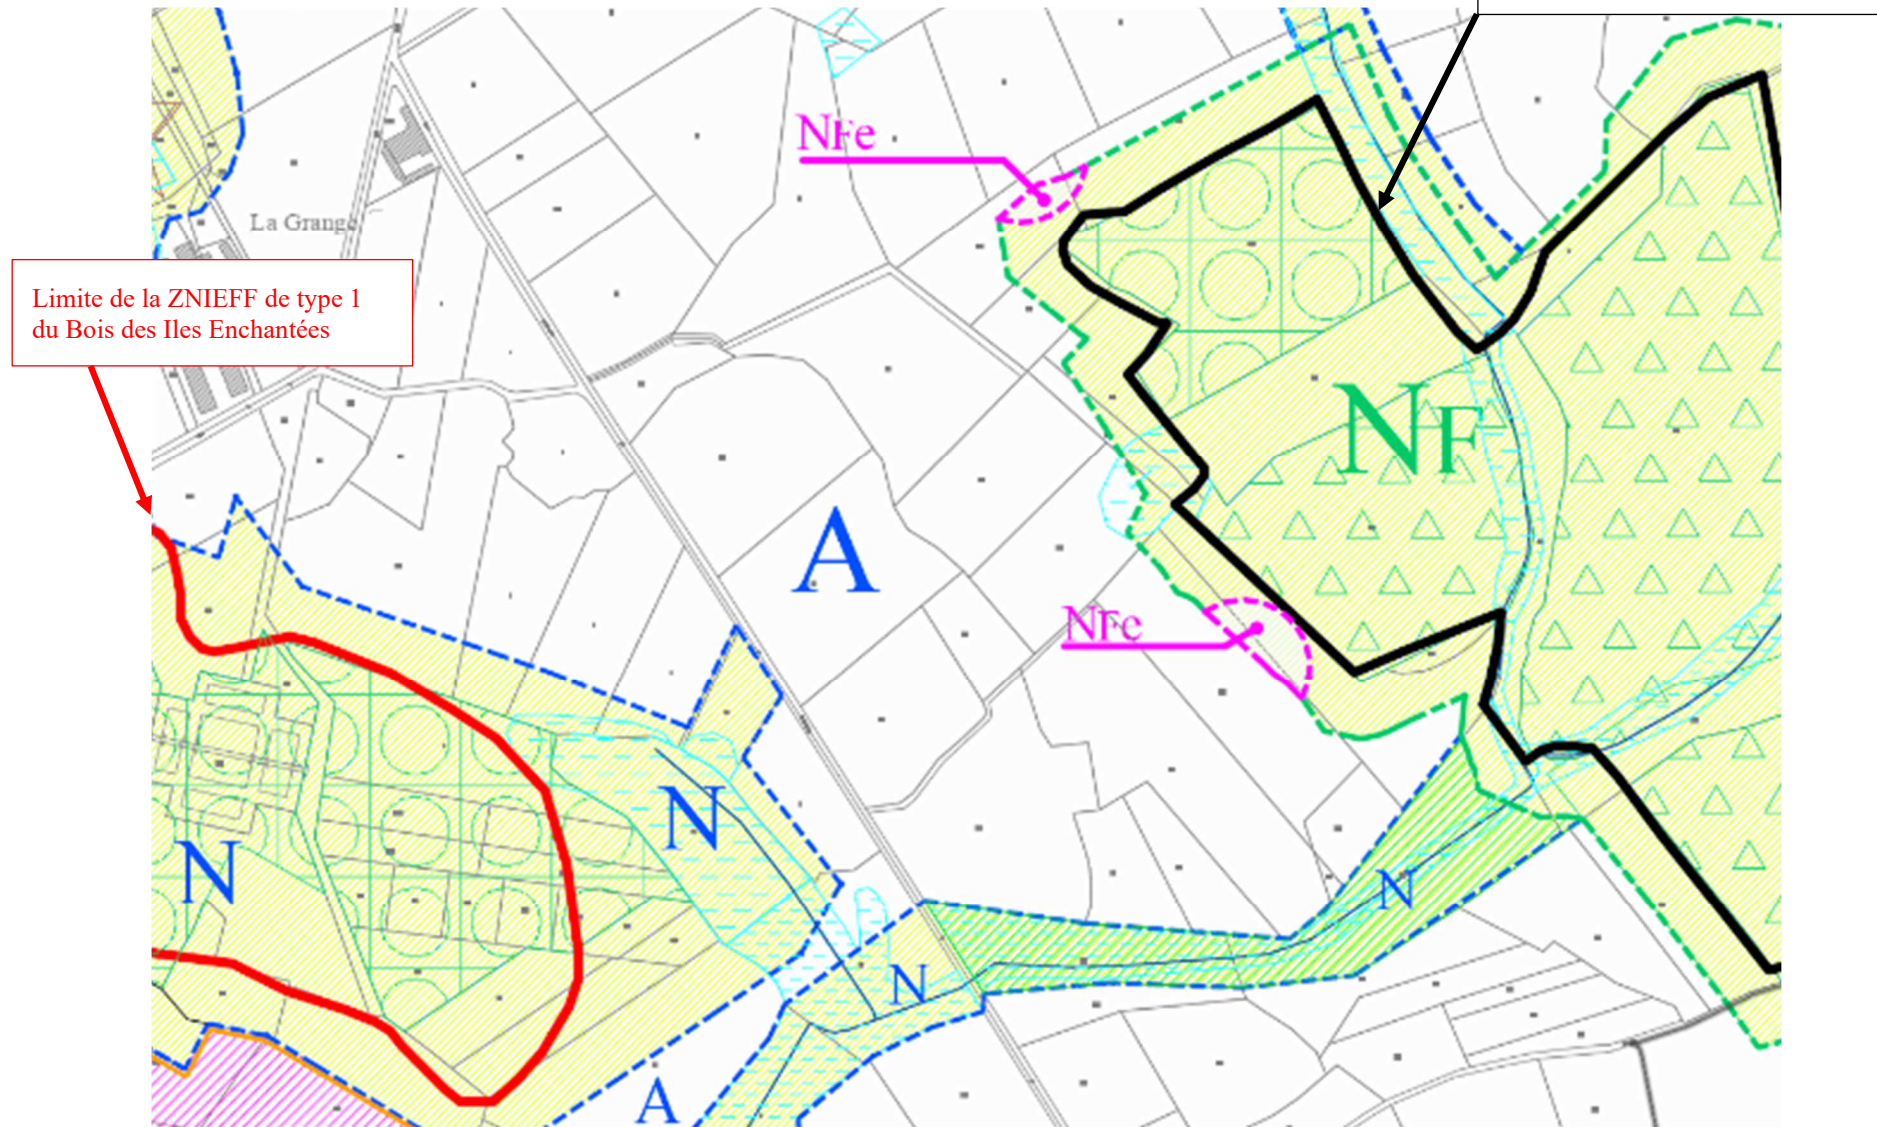 NFe
La Grange
Limite de la ZNIEFF de type 1
du Bois des Iles Enchantées
NF
A
NFe
N
N
N
N
A